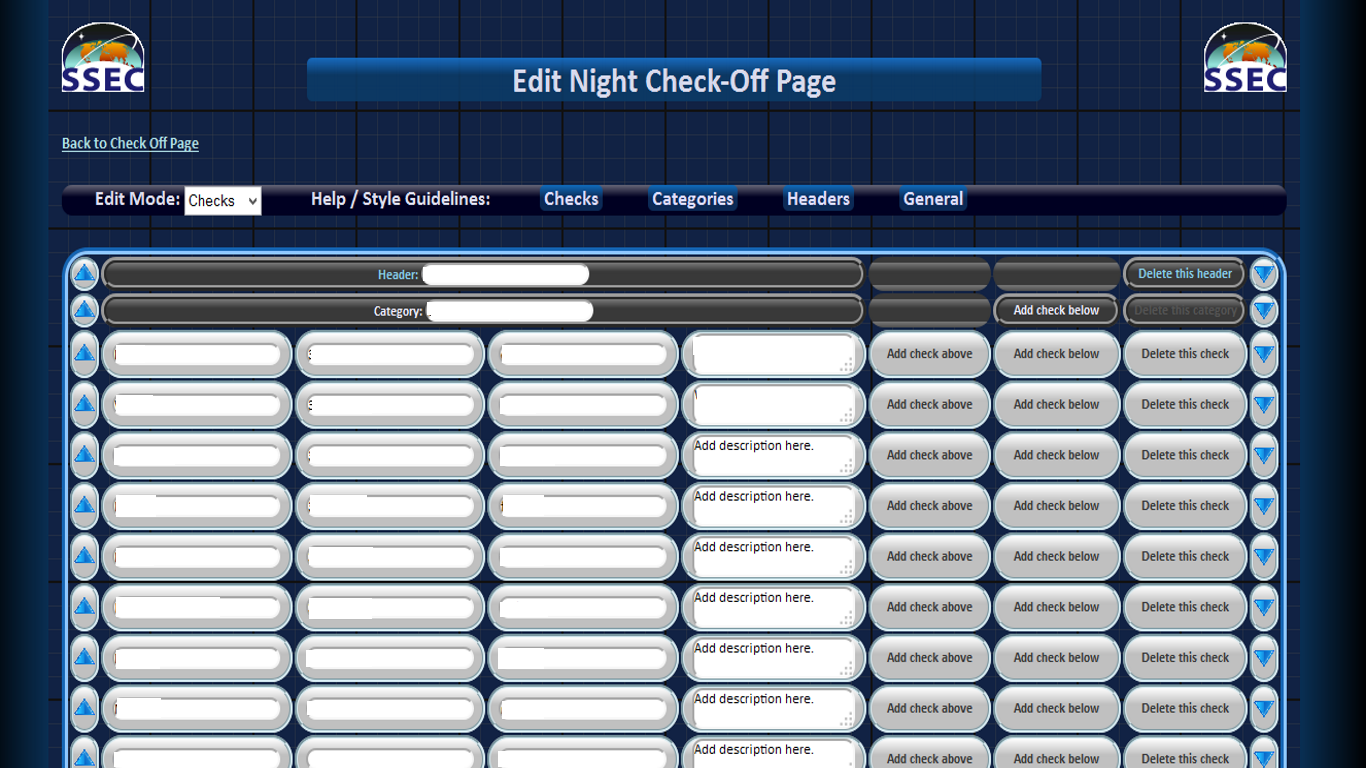 SSEC
SSEC
Edit Night Check-Off Page
Back to Check Off Page
Edit Mode: Checks Help / Style Guidelines: Checks Categories Headers General
Header: Delete this header
Category: Add check below Delete this category
Add check above Add check below Delete this check
Add check above Add check below Delete this check
Add description here. Add check above Add check below Delete this check
Add description here. Add check above Add check below Delete this check
Add description here. Add check above Add check below Delete this check
Add description here. Add check above Add check below Delete this check
Add description here. Add check above Add check below Delete this check
Add description here. Add check above Add check below Delete this check
Add description here. Add check above Add check below Delete this check